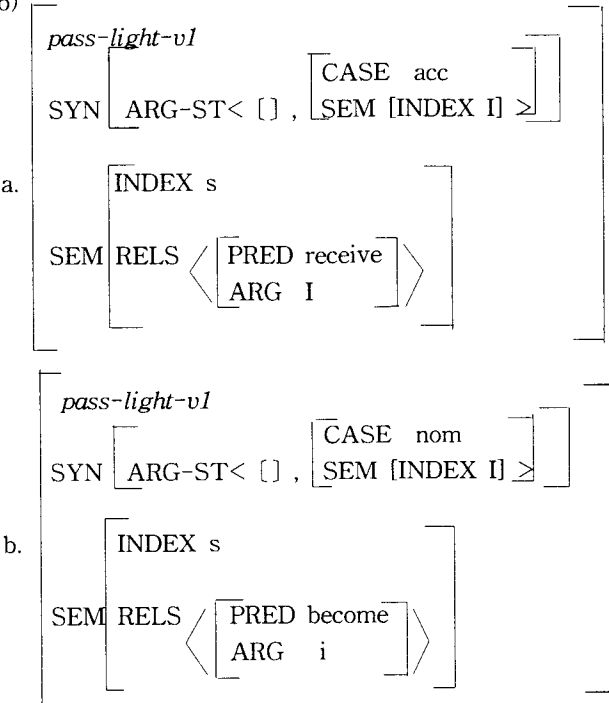 6)
pass-light-v1
CASE acc
SYN [ ARG-ST< [] , SEM [INDEX I] >
INDEX s
a.
SEM RELS < PRED receive
ARG I >
pass-light-v1
CASE nom
SYN [ ARG-ST< [] , SEM [INDEX I] >
INDEX s
b.
SEM RELS < PRED become
ARG i >